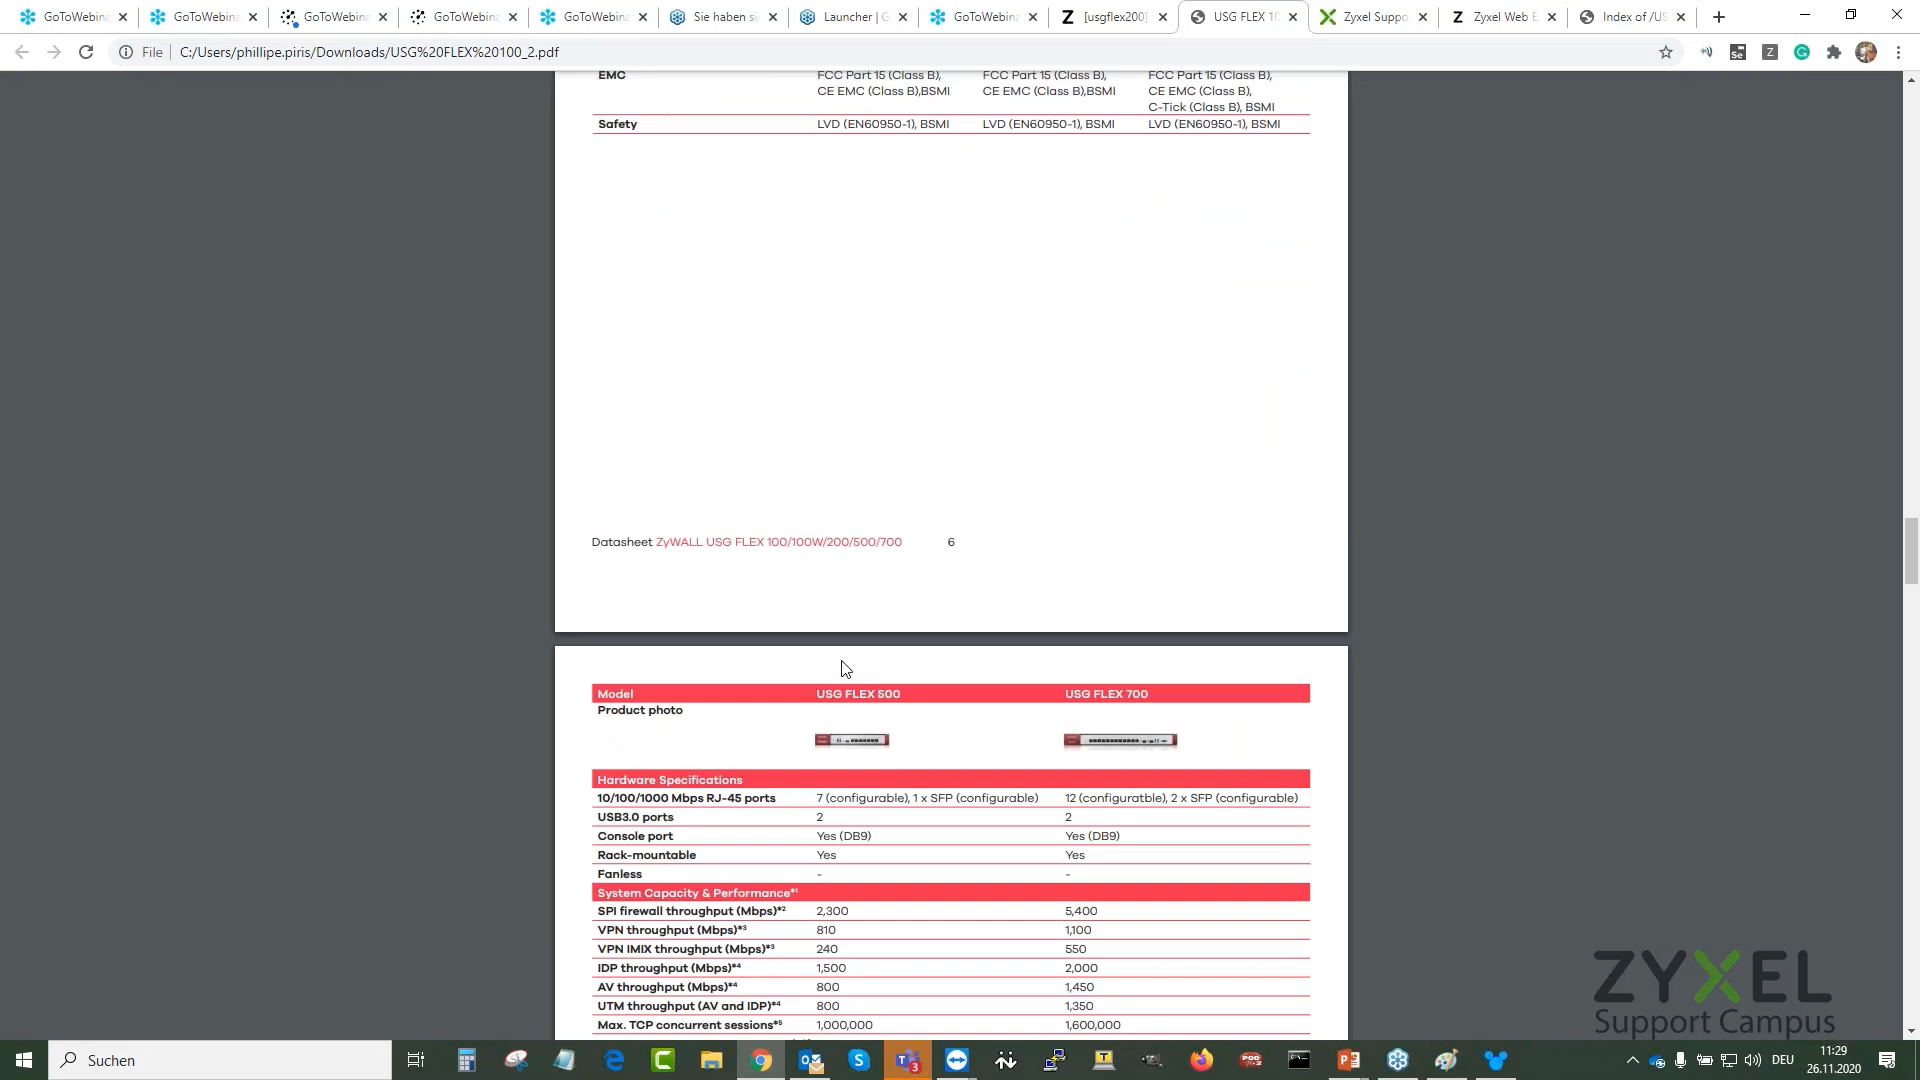 GoToWebina
GoToWebina
GoToWebina
GoToWebina
GoToWebina
Sie haben si
Launcher | G
GoToWebina
[usgflex200]
USG FLEX 10
Zyxel Suppo
Zyxel Web E
Index of /US
File
C:/Users/phillipe.piris/Downloads/USG%20FLEX%20100_2.pdf
EMC FCC Part 15 (Class B), FCC Part 15 (Class B), FCC Part 15 (Class B),
CE EMC (Class B),BSMI CE EMC (Class B),BSMI CE EMC (Class B),
C-Tick (Class B), BSMI
Safety LVD (EN60950-1), BSMI LVD (EN60950-1), BSMI LVD (EN60950-1), BSMI
Datasheet ZyWALL USG FLEX 100/100W/200/500/700 6
Model USG FLEX 500 USG FLEX 700
Product photo
Hardware Specifications
10/100/1000 Mbps RJ-45 ports 7 (configurable), 1 x SFP (configurable) 12 (configuratble), 2 x SFP (configurable)
USB3.0 ports 2 2
Console port Yes (DB9) Yes (DB9)
Rack-mountable Yes Yes
Fanless - -
System Capacity & Performance*1
SPI firewall throughput (Mbps)*2 2,300 5,400
VPN throughput (Mbps)*3 810 1,100
VPN IMIX throughput (Mbps)*3 240 550
IDP throughput (Mbps)*4 1,500 2,000
AV throughput (Mbps)*4 800 1,450
UTM throughput (AV and IDP)*4 800 1,350
Max. TCP concurrent sessions*5 1,000,000 1,600,000
ZYXEL
Support Campus
Suchen
DEU
11:29
26.11.2020